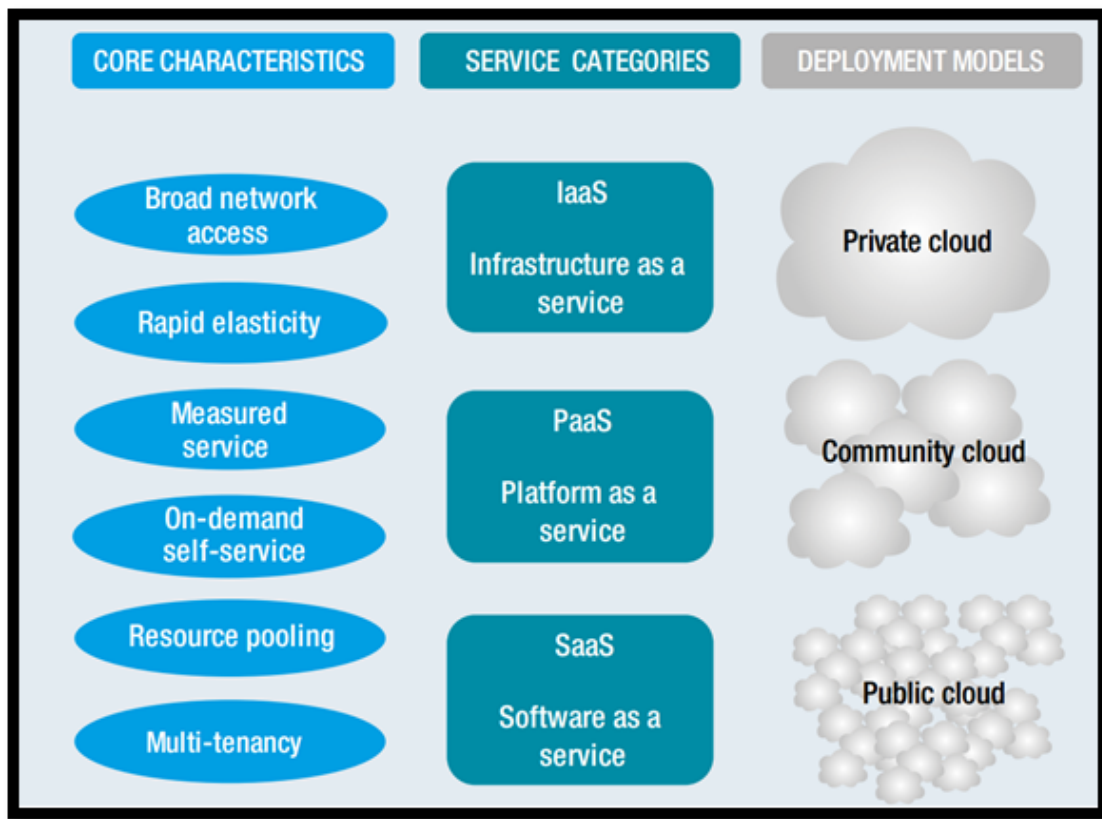 CORE CHARACTERISTICS
SERVICE CATEGORIES
DEPLOYMENT MODELS
Broad network
access
Rapid elasticity
Measured
service
On-demand
self-service
Resource pooling
Multi-tenancy
IaaS
Infrastructure as a
service
PaaS
Platform as a
service
SaaS
Software as a
service
Private cloud
Community cloud
Public cloud